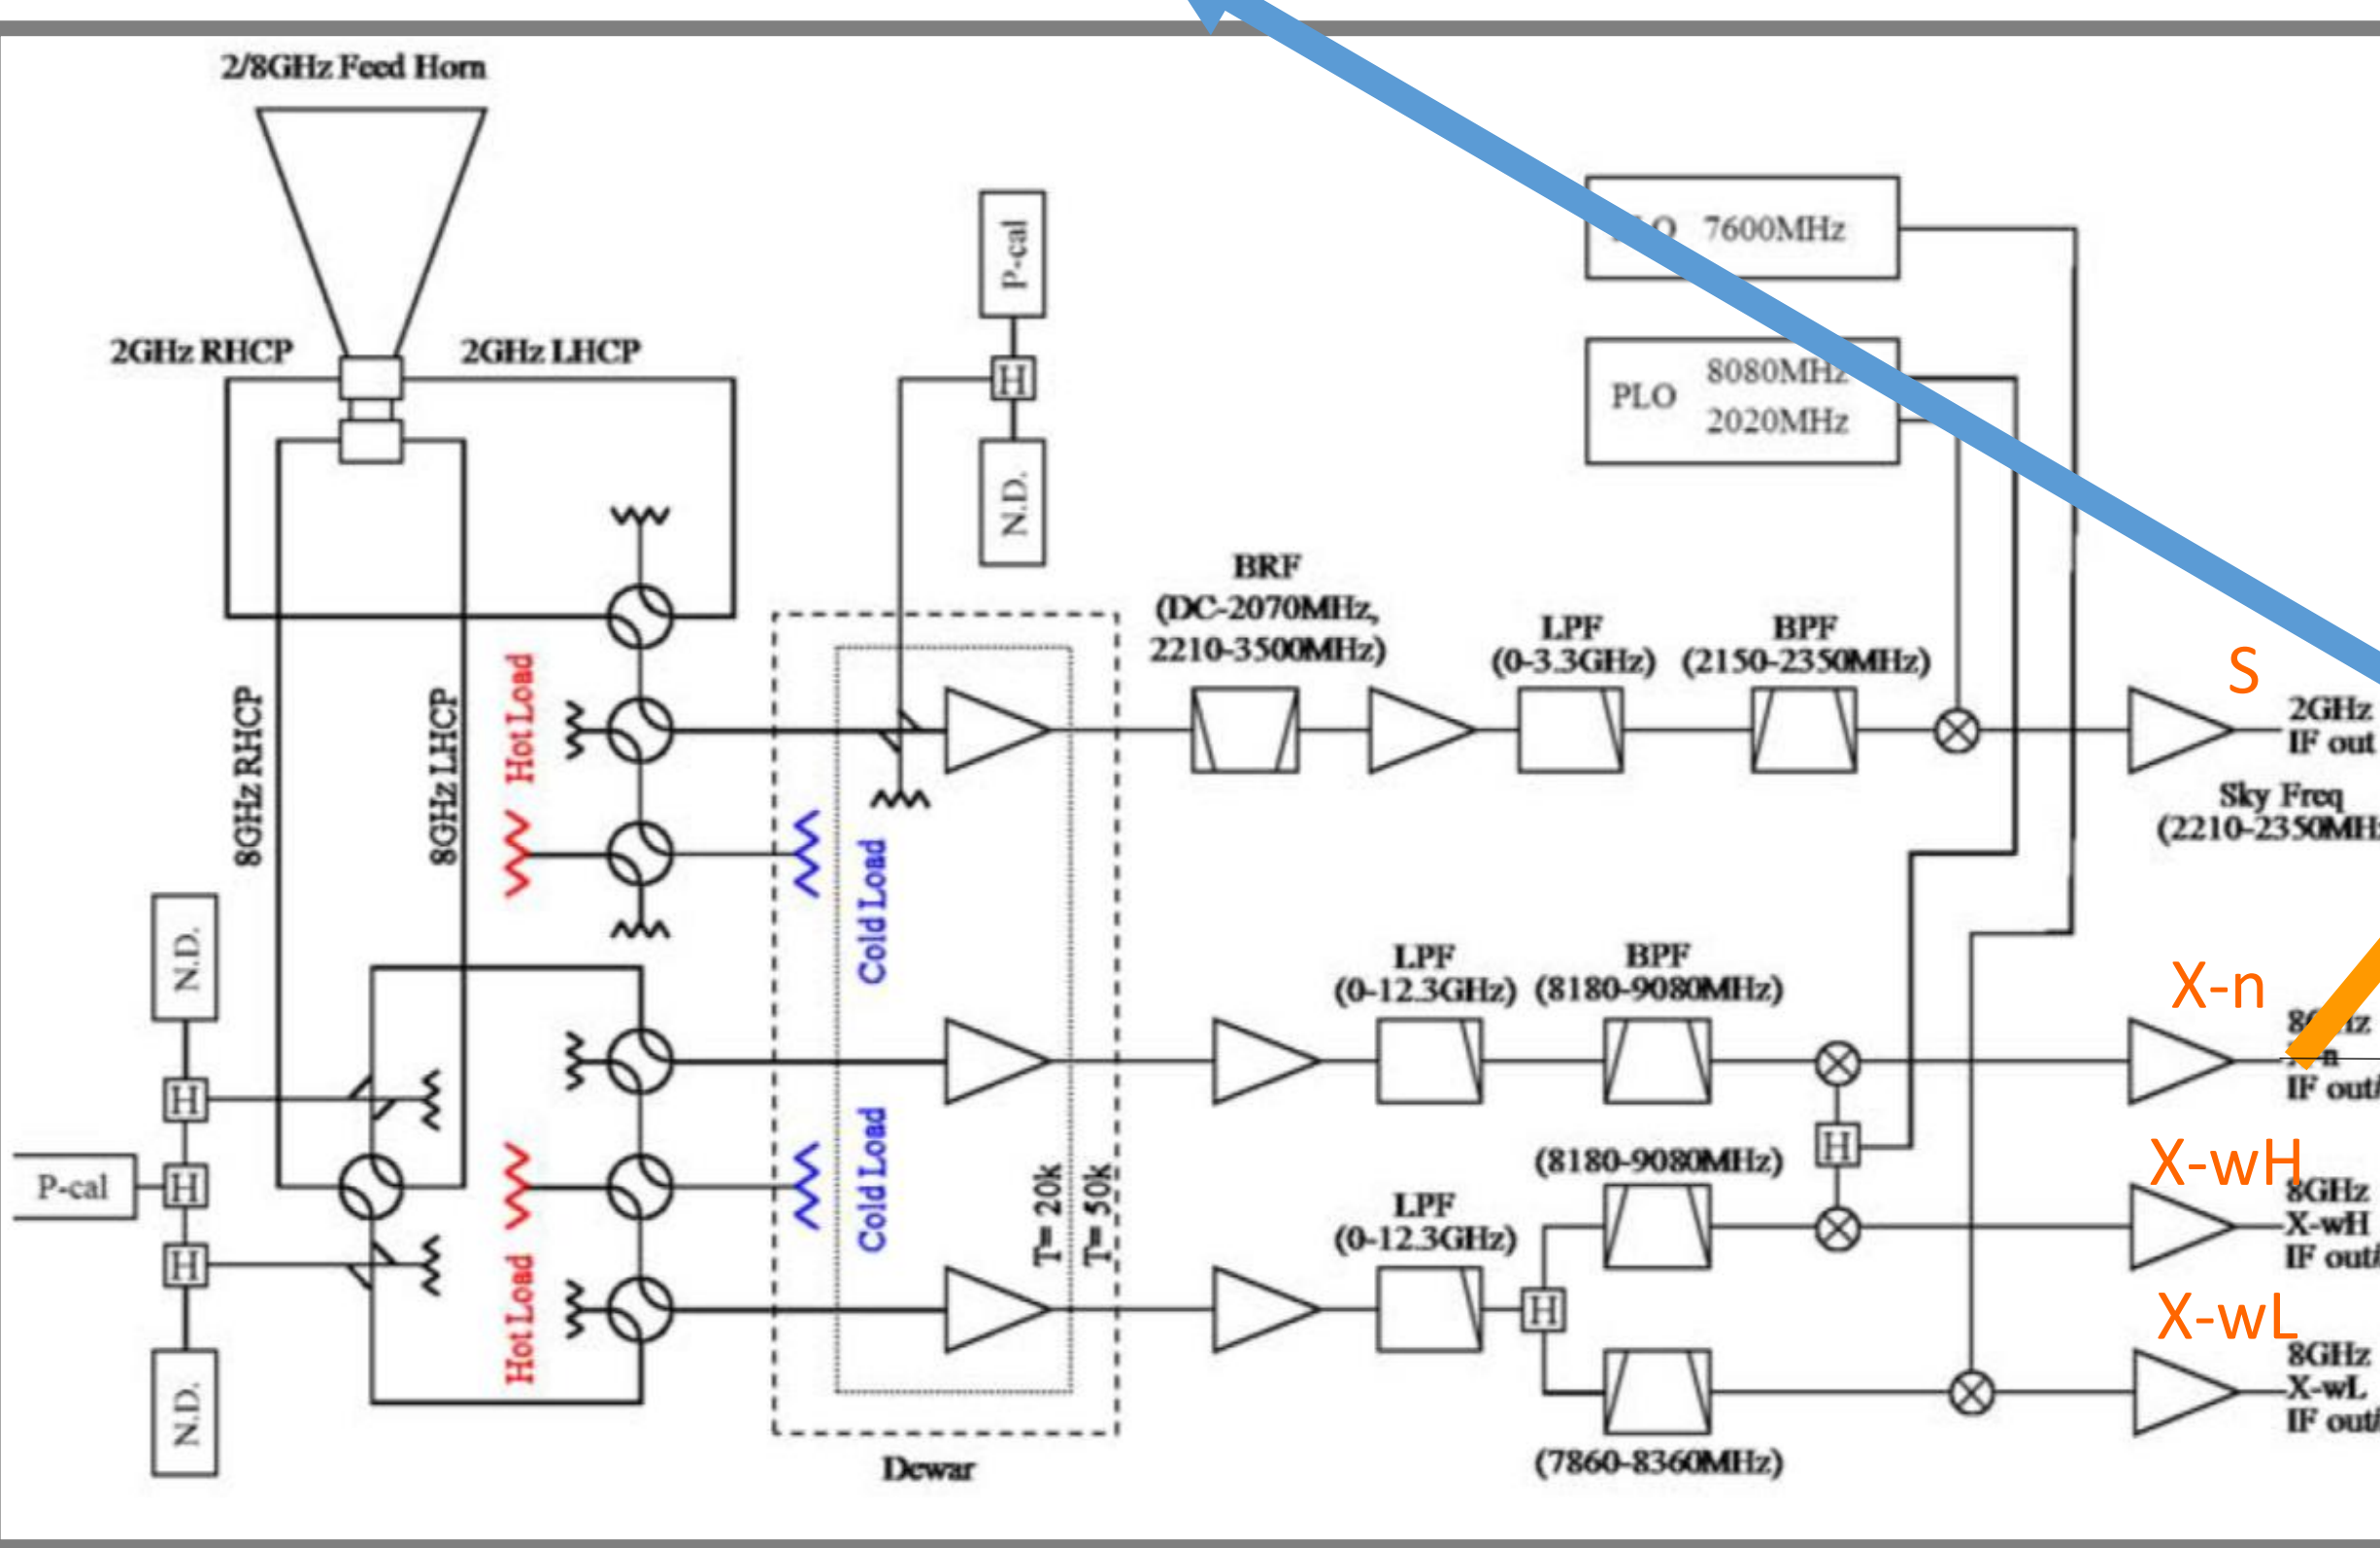 2/8GHz Feed Horn
2GHz RHCP
2GHz LHCP
P-cal
H
N.D.
7600MHz
PLO
8080MHz
2020MHz
BRF
(DC-2070MHz,
2210-3500MHz)
LPF
(0-3.3GHz)
BPF
(2150-2350MHz)
S
2GHz
IF out
Sky Freq
(2210-2350MHz
8GHz RHCP
8GHz LHCP
Hot Load
Cold Load
N.D.
H
P-cal
H
H
N.D.
Hot Load
Cold Load
T= 20k
T= 50k
Dewar
LPF
(0-12.3GHz)
BPF
(8180-9080MHz)
X-n
IF out
H
(8180-9080MHz)
X-wH
8GHz
X-wH
IF out
LPF
(0-12.3GHz)
H
X-wL
8GHz
X-wL
IF out
(7860-8360MHz)